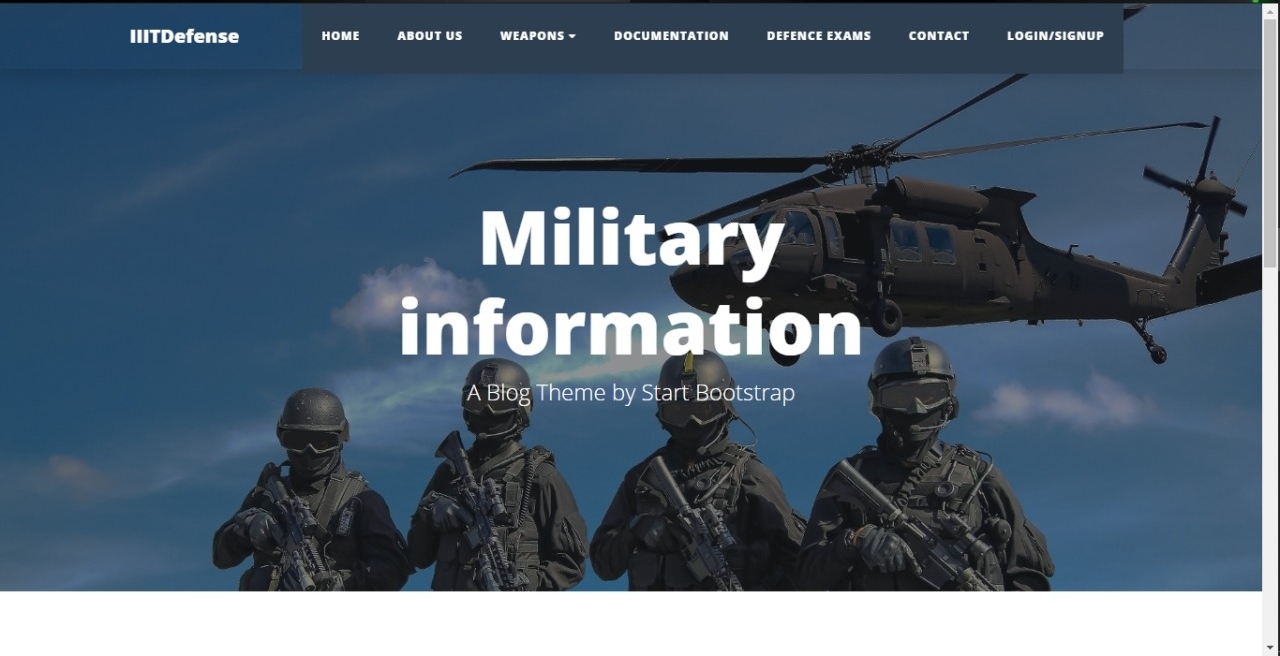 IIITDefense
HOME ABOUT US WEAPONS DOCUMENTATION DEFENCE EXAMS CONTACT LOGIN/SIGNUP
Military
information
A Blog Theme by Start Bootstrap